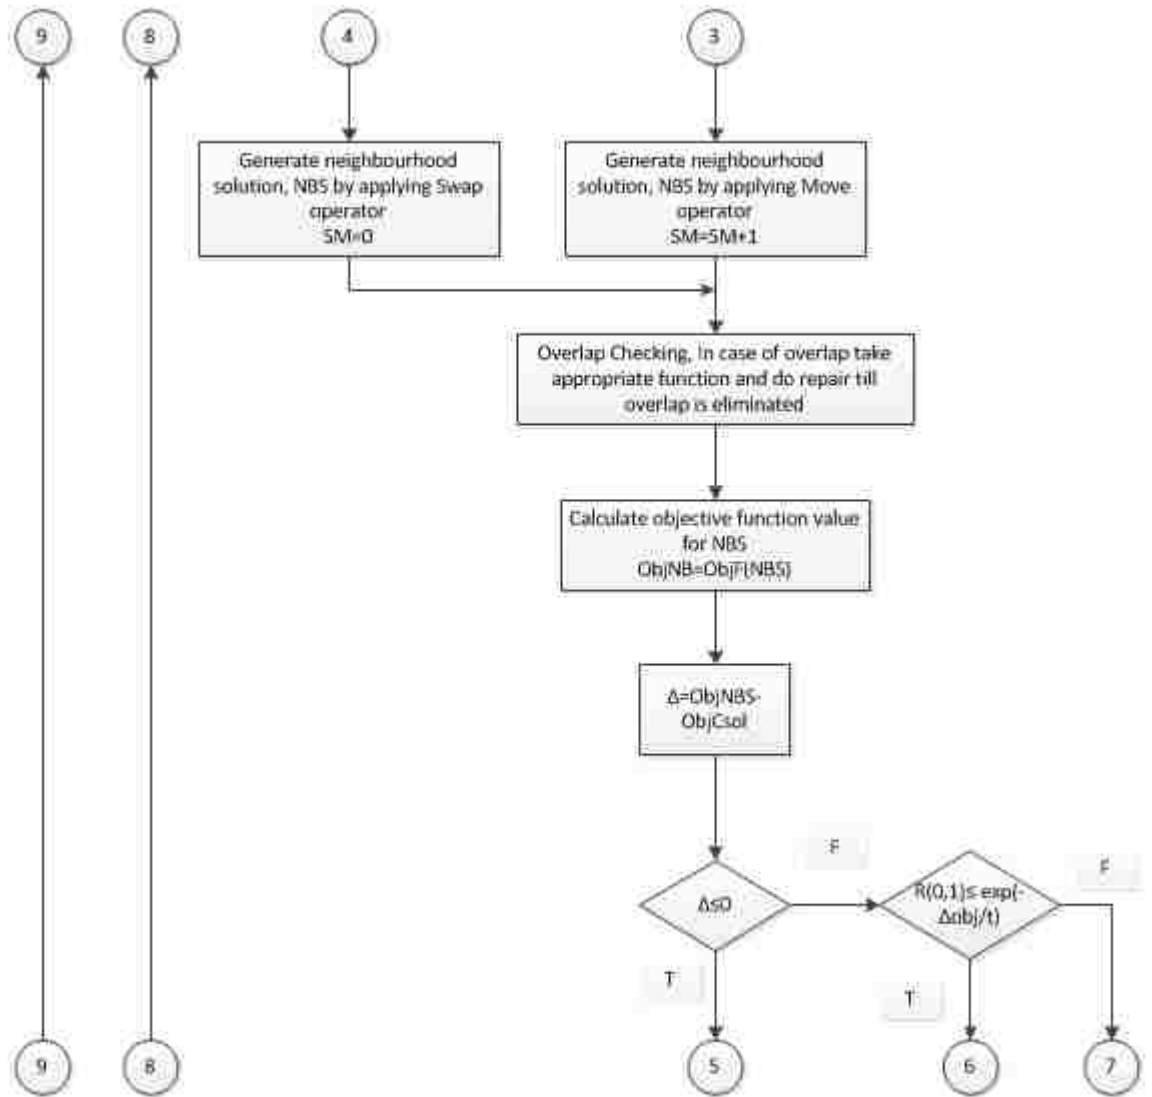 9
8
4
3
Generate neighbourhood
solution, NBS by applying Swap
operator
SM=0
Generate neighbourhood
solution, NBS by applying Move
operator
SM=SM+1
Overlap Checking, In case of overlap take
appropriate function and do repair till
overlap is eliminated
Calculate objective function value
for NBS
ObjNB=ObjF(NBS)
Δ=ObjNBS-
ObjCsol
Δ≤0
F
R(0,1)≤ exp(-
Δobj/t)
F
T
T
9
8
5
6
7